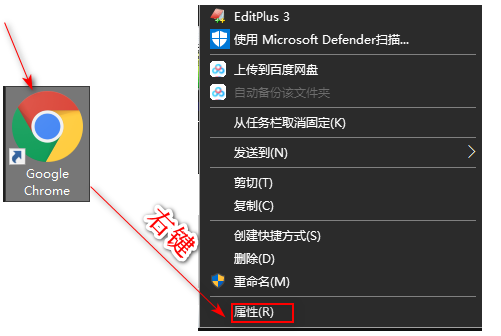 EditPlus 3
使用 Microsoft Defender扫描...
上传到百度网盘
自动备份该文件夹
从任务栏取消固定(K)
发送到(N)
剪切(T)
复制(C)
创建快捷方式(S)
删除(D)
重命名(M)
属性(R)
Google
Chrome
右键